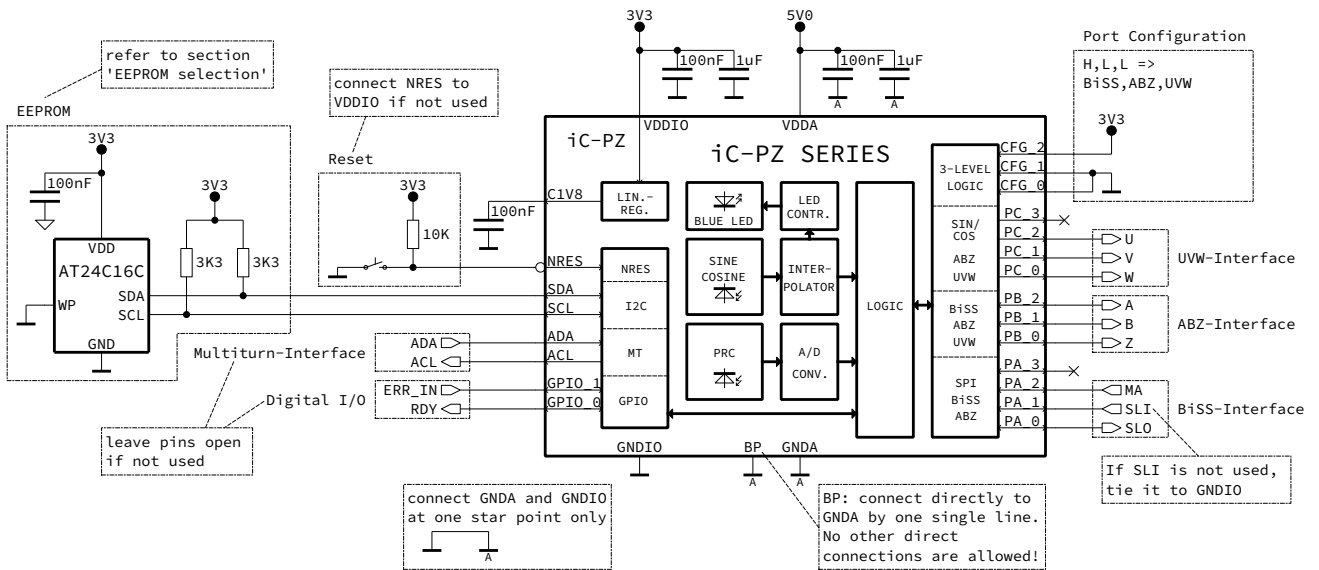 refer to section
'EEPROM selection'
EEPROM
3V3
100nF
VDD
AT24C16C
WP
SDA
SCL
GND
3V3
3K3
3K3
connect NRES to
VDDIO if not used
Reset
3V3
10K
Multiturn-Interface
ADA
ACL
Digital I/O
ERR_IN
RDY
leave pins open
if not used
3V3
100nF
1uF
5V0
100nF
1uF
A
A
VDDIO
VDDA
iC-PZ
iC-PZ SERIES
C1V8
100nF
LIN.-
REG.
NRES
SDA
SCL
ADA
ACL
GPIO_1
GPIO_0
NRES
I2C
MT
GPIO
BLUE LED
LED
CONTR.
SINE
COSINE
INTER-
POLATOR
PRC
A/D
CONV.
LOGIC
3-LEVEL
LOGIC
SIN/
COS
ABZ
UVW
BiSS
ABZ
UVW
SPI
BiSS
ABZ
CFG_2
CFG_1
CFG_0
PC_3
PC_2
PC_1
PC_0
PB_2
PB_1
PB_0
PA_3
PA_2
PA_1
PA_0
GNDIO
BP
GNDA
A
A
Port Configuration
H,L,L =>
BiSS,ABZ,UVW
3V3
U
V
W
UVW-Interface
A
B
Z
ABZ-Interface
MA
SLI
SLO
BiSS-Interface
If SLI is not used,
tie it to GNDIO
connect GNDA and GNDIO
at one star point only
A
BP: connect directly to
GNDA by one single line.
No other direct
connections are allowed!